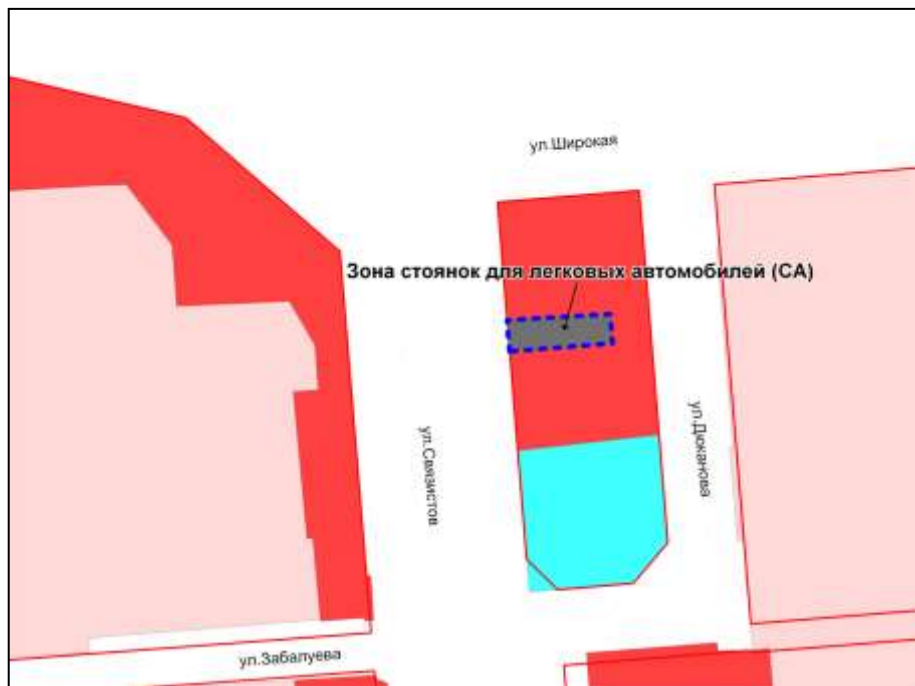 ул.Широкая
Зона стоянок для легковых автомобилей (СА)
ул.Связистов
ул.Дюканова
ул.Забалуева